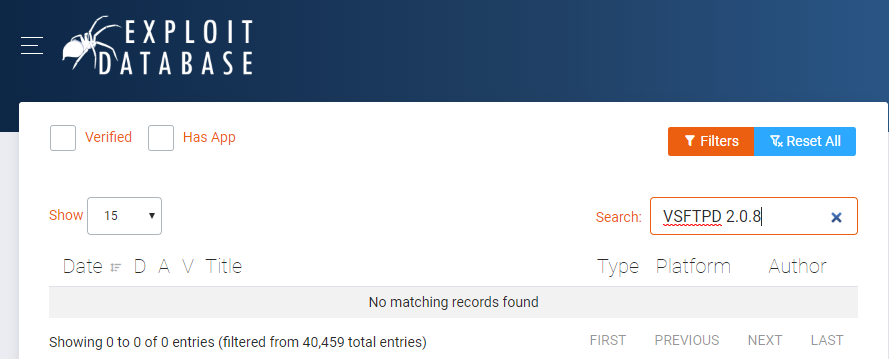 EXPLOIT
DATABASE
Verified Has App Filters Reset All
Show 15 Search: VSFTPD 2.0.8
Date D A V Title Type Platform Author
No matching records found
Showing 0 to 0 of 0 entries (filtered from 40,459 total entries) FIRST PREVIOUS NEXT LAST